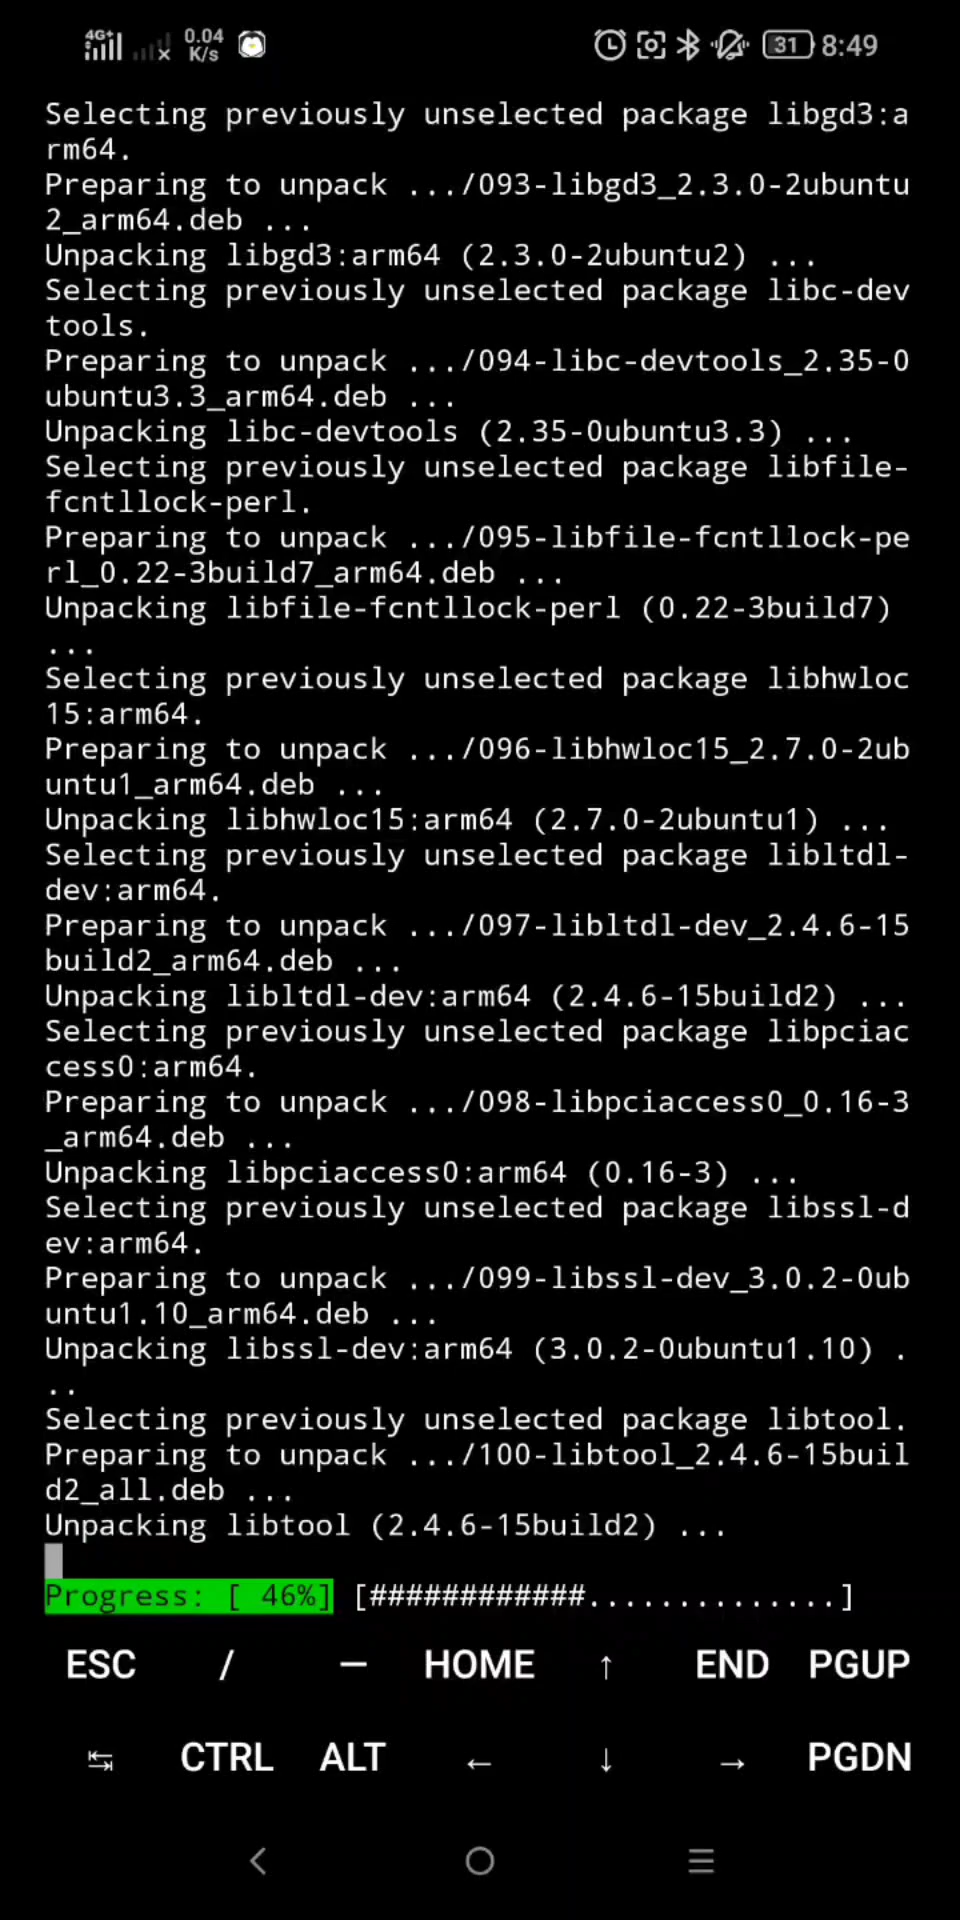 4G+ 0.04 K/s 31 8:49
Selecting previously unselected package libgd3:a
rm64.
Preparing to unpack .../093-libgd3_2.3.0-2ubuntu
2_arm64.deb ...
Unpacking libgd3:arm64 (2.3.0-2ubuntu2) ...
Selecting previously unselected package libc-dev
tools.
Preparing to unpack .../094-libc-devtools_2.35-0
ubuntu3.3_arm64.deb ...
Unpacking libc-devtools (2.35-0ubuntu3.3) ...
Selecting previously unselected package libfile-
fcntllock-perl.
Preparing to unpack .../095-libfile-fcntllock-pe
rl_0.22-3build7_arm64.deb ...
Unpacking libfile-fcntllock-perl (0.22-3build7)
...
Selecting previously unselected package libhwloc
15:arm64.
Preparing to unpack .../096-libhwloc15_2.7.0-2ub
untu1_arm64.deb ...
Unpacking libhwloc15:arm64 (2.7.0-2ubuntu1) ...
Selecting previously unselected package libltdl-
dev:arm64.
Preparing to unpack .../097-libltdl-dev_2.4.6-15
build2_arm64.deb ...
Unpacking libltdl-dev:arm64 (2.4.6-15build2) ...
Selecting previously unselected package libpciac
cess0:arm64.
Preparing to unpack .../098-libpciaccess0_0.16-3
_arm64.deb ...
Unpacking libpciaccess0:arm64 (0.16-3) ...
Selecting previously unselected package libssl-d
ev:arm64.
Preparing to unpack .../099-libssl-dev_3.0.2-0ub
untu1.10_arm64.deb ...
Unpacking libssl-dev:arm64 (3.0.2-0ubuntu1.10) .
..
Selecting previously unselected package libtool.
Preparing to unpack .../100-libtool_2.4.6-15buil
d2_all.deb ...
Unpacking libtool (2.4.6-15build2) ...
Progress: [ 46%] [############..............]
ESC / — HOME ↑ END PGUP
↹ CTRL ALT ← ↓ → PGDN